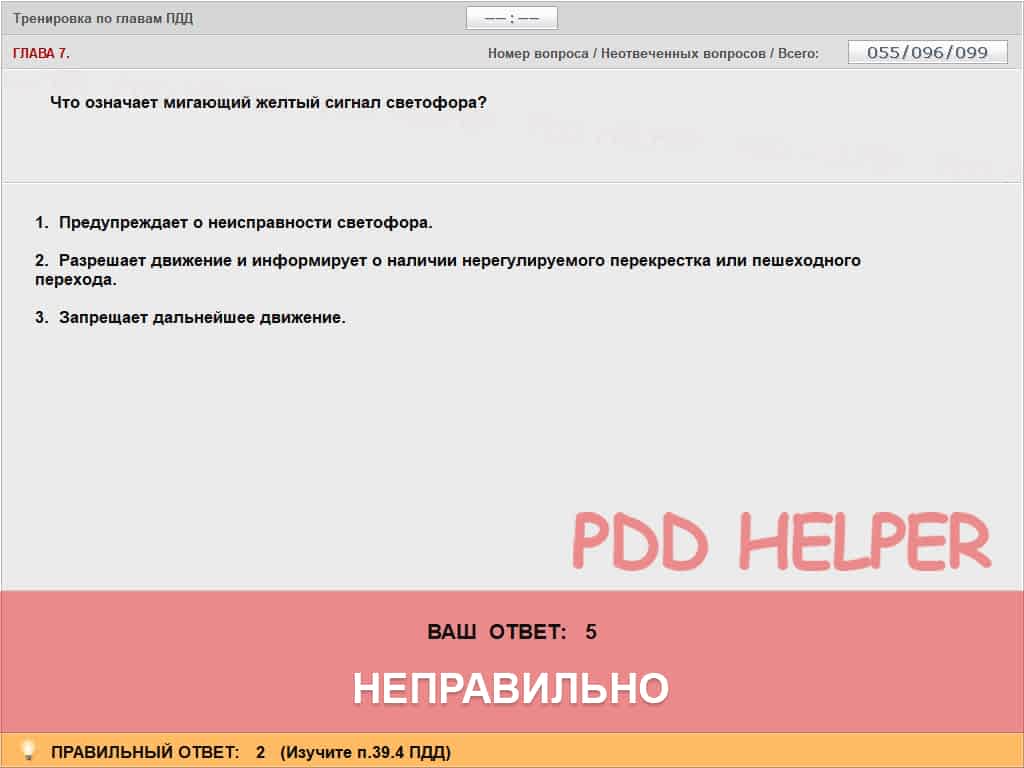 Тренировка по главам ПДД
−− : −−
ГЛАВА 7.
Номер вопроса / Неотвеченных вопросов / Всего: 055/096/099
Что означает мигающий желтый сигнал светофора?
1. Предупреждает о неисправности светофора.
2. Разрешает движение и информирует о наличии нерегулируемого перекрестка или пешеходного
перехода.
3. Запрещает дальнейшее движение.
PDD HELPER
ВАШ ОТВЕТ: 5
НЕПРАВИЛЬНО
ПРАВИЛЬНЫЙ ОТВЕТ: 2 (Изучите п.39.4 ПДД)